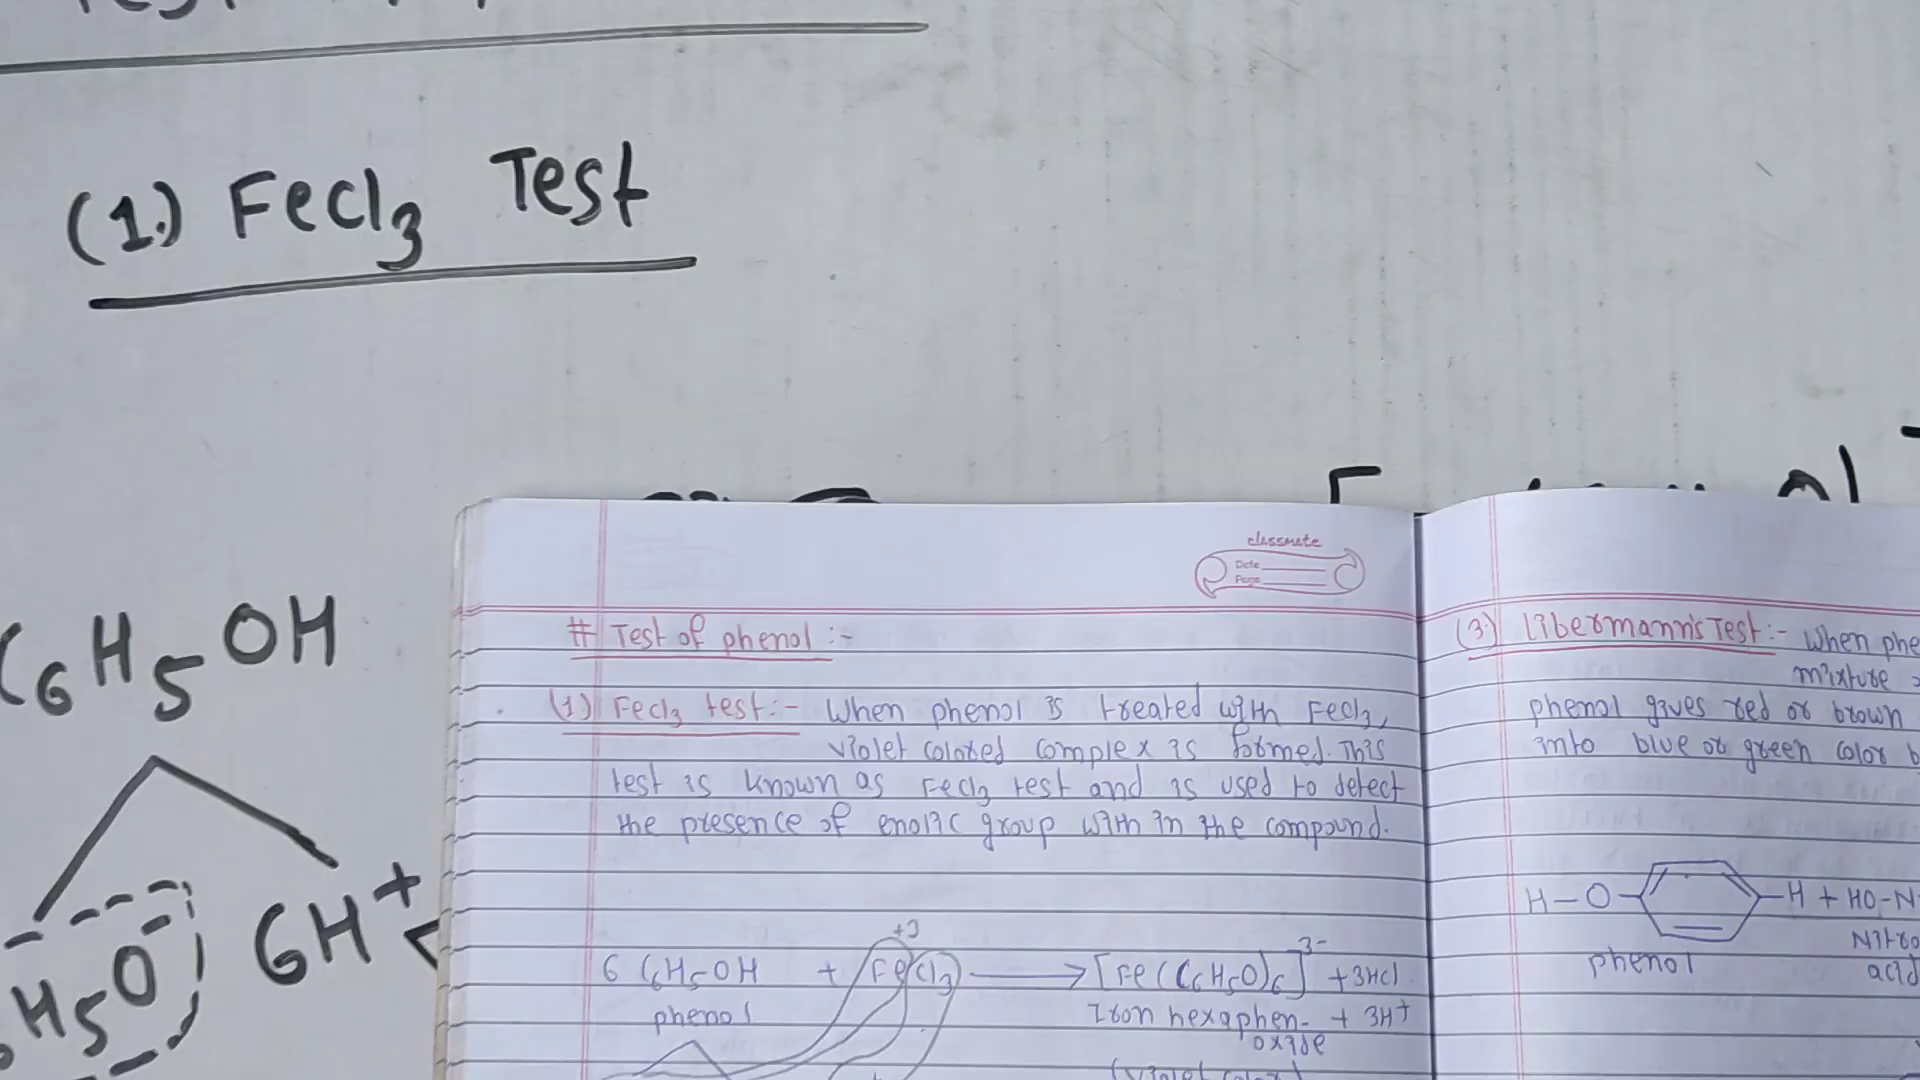 (1.) FeCl3 Test
C6H5OH
H5O 6H+
classmate
Date
Page
# Test of phenol :-
(1) FeCl3 test:- When phenol is treated with FeCl3,
violet colored complex is formed. This
test is known as FeCl3 test and is used to detect
the presence of enolic group with in the compound.
+3
6 C6H5OH + FeCl3 ⟶ [Fe(C6H5O)6]3- + 3HCl
phenol Iron hexaphen- + 3H+
oxide
(violet color)
(3.) Libermann's Test:- When phe
mixture
phenol gives red or brown
into blue or green color b
H-O- -H + HO-N
phenol Nitro
acid